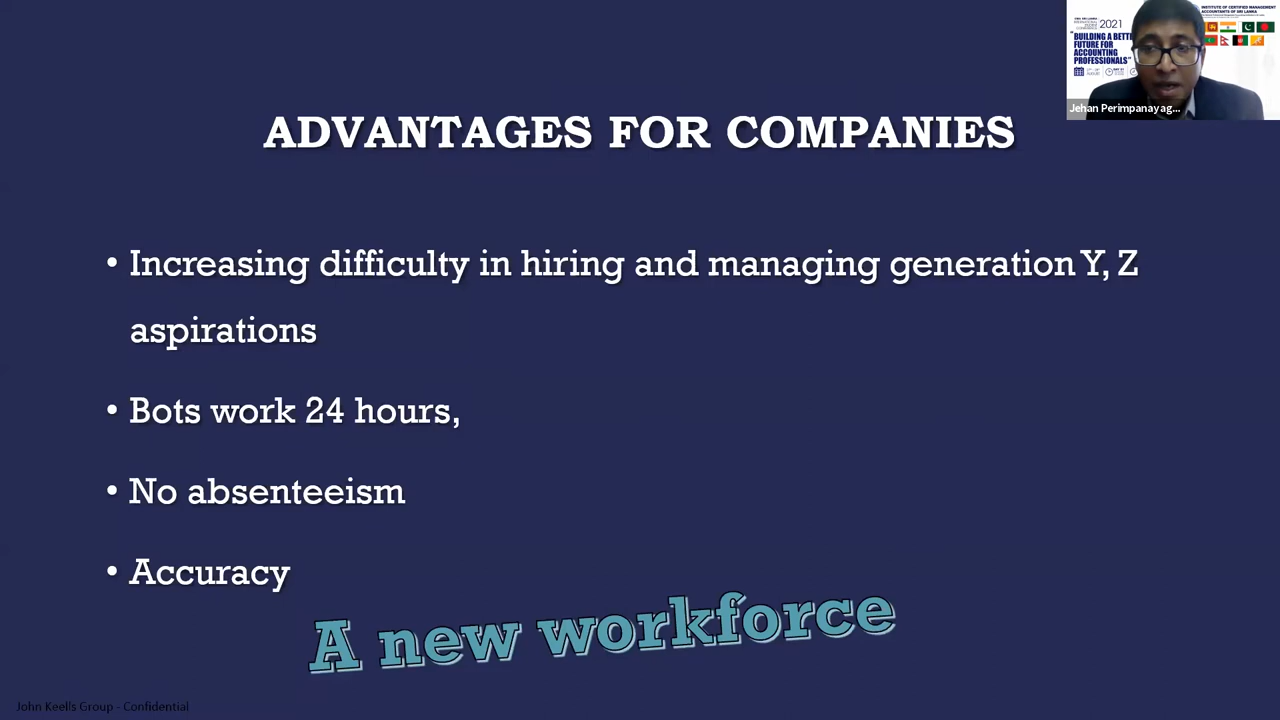 ADVANTAGES FOR COMPANIES
• Increasing difficulty in hiring and managing generation Y, Z
aspirations
• Bots work 24 hours,
• No absenteeism
• Accuracy
A new workforce
John Keells Group - Confidential
2021
"BUILDING A BETT
FUTURE FOR
ACCOUNTING
PROFESSIONALS"
INSTITUTE OF CERTIFIED MANAGEMENT
ACCOUNTANTS OF SRI LANKA
Jehan Perimpanayag...